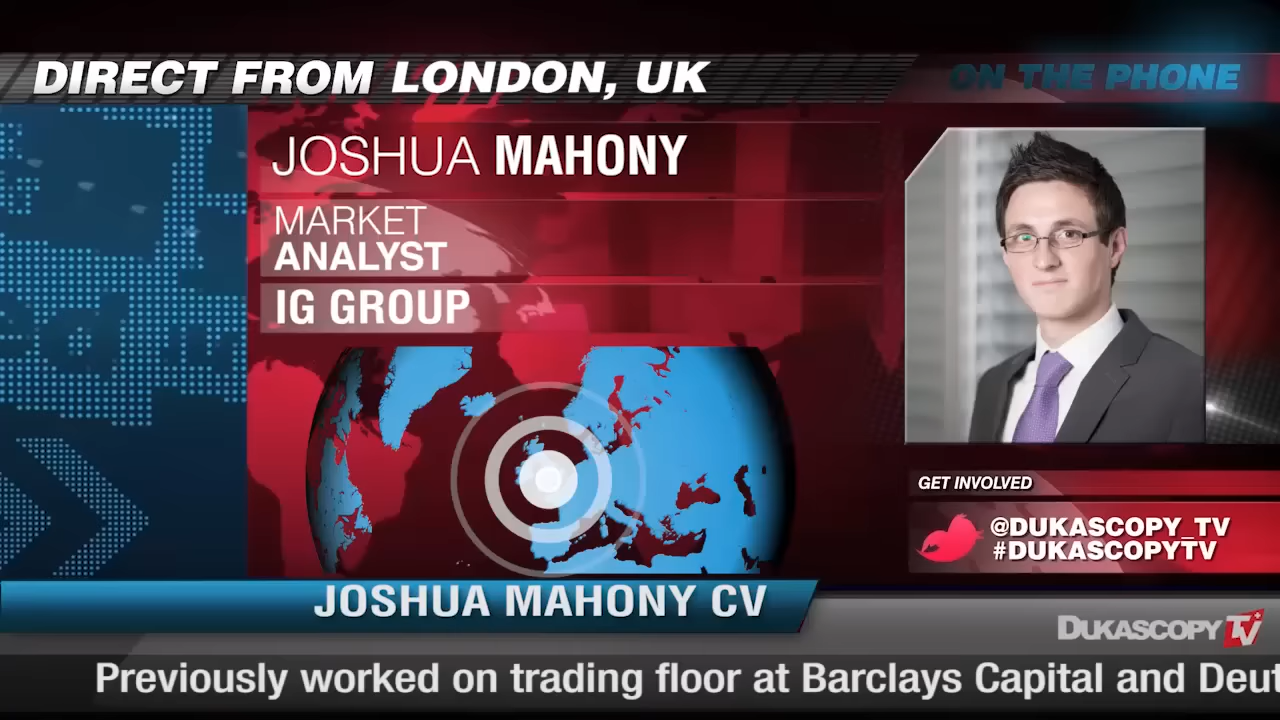 DIRECT FROM LONDON, UK
ON THE PHONE
JOSHUA MAHONY
MARKET
ANALYST
IG GROUP
GET INVOLVED
@DUKASCOPY_TV
#DUKASCOPYTV
JOSHUA MAHONY CV
DUKASCOPY TV
Previously worked on trading floor at Barclays Capital and Deut